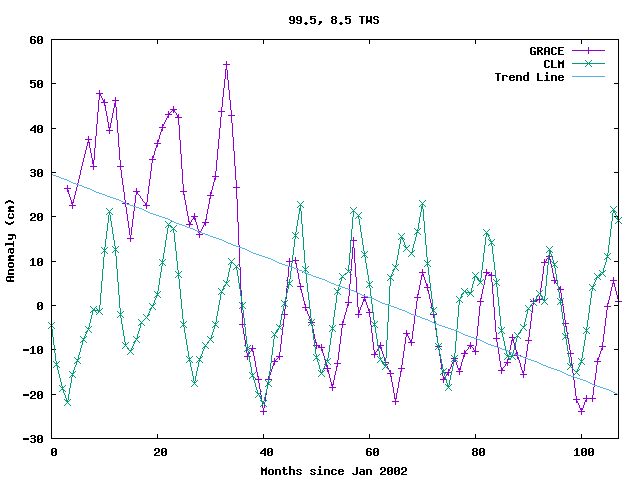 99.5, 8.5 TWS
GRACE
CLM
Trend Line
60
50
40
30
20
10
0
-10
-20
-30
Anomaly (cm)
0 20 40 60 80 100
Months since Jan 2002